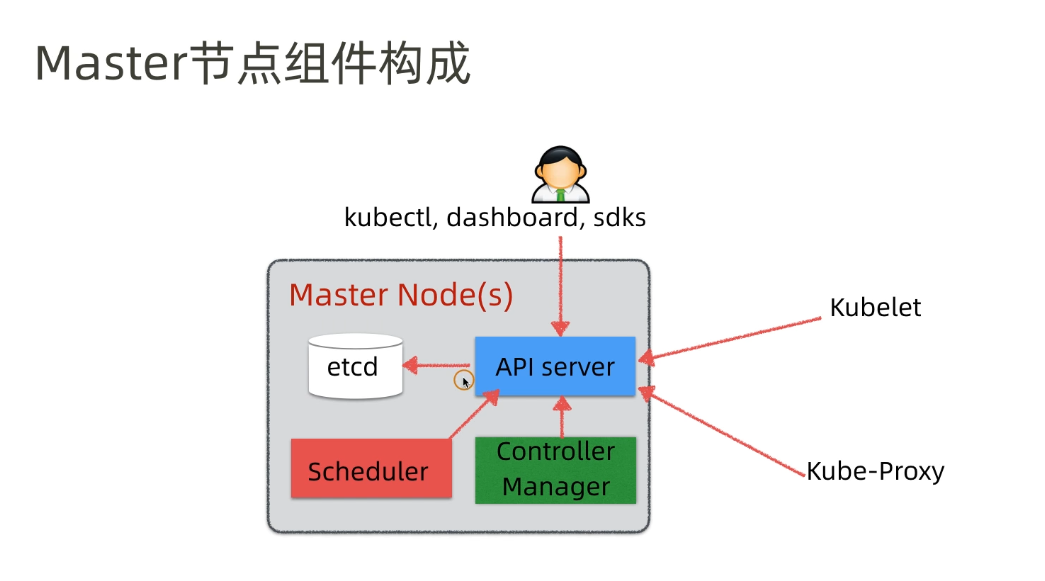 Master节点组件构成
kubectl, dashboard, sdks
Master Node(s)
Kubelet
etcd
API server
Scheduler
Controller
Manager
Kube-Proxy